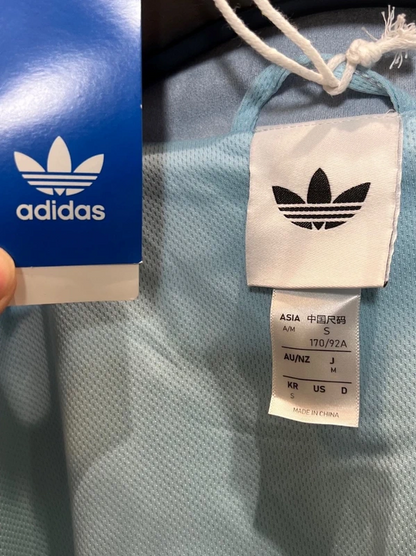 adidas
ASIA 中国尺码
A/M S
170/92A
AU/NZ J
M
KR US D
S
MADE IN CHINA